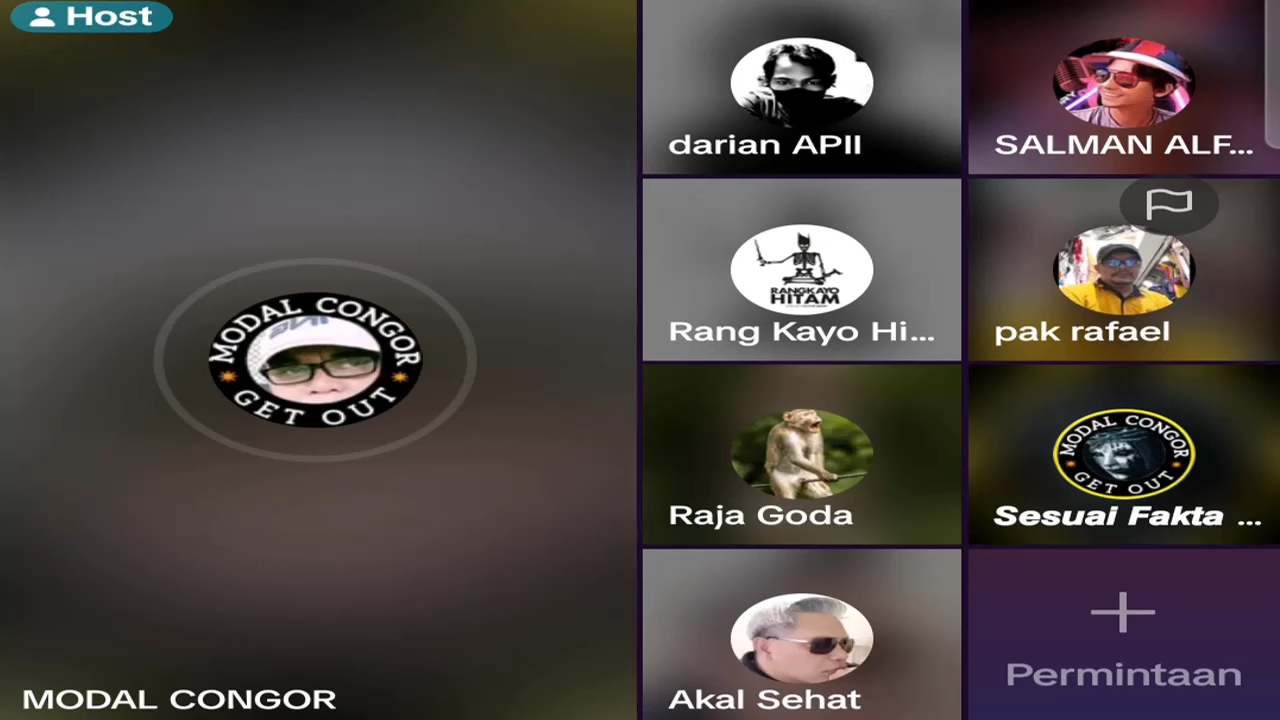 Host
MODAL CONGOR
GET OUT
MODAL CONGOR
darian APII
SALMAN ALF...
RANGKAYO
HITAM
Rang Kayo Hi...
pak rafael
Raja Goda
MODAL CONGOR
GET OUT
Sesuai Fakta ...
Akal Sehat
Permintaan